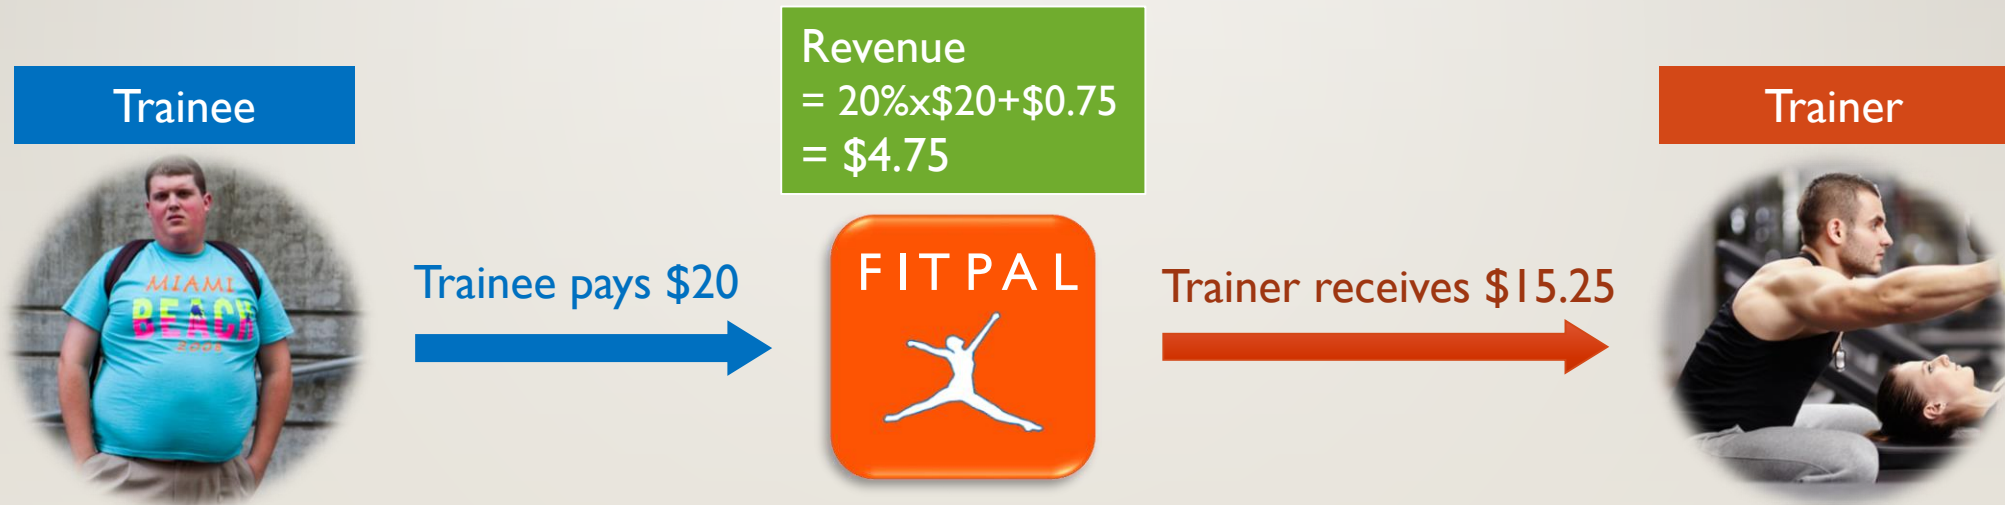 Trainee
MIAMI
BEACH
2008
Trainee pays $20
Revenue
= 20%x$20+$0.75
= $4.75
FITPAL
Trainer receives $15.25
Trainer